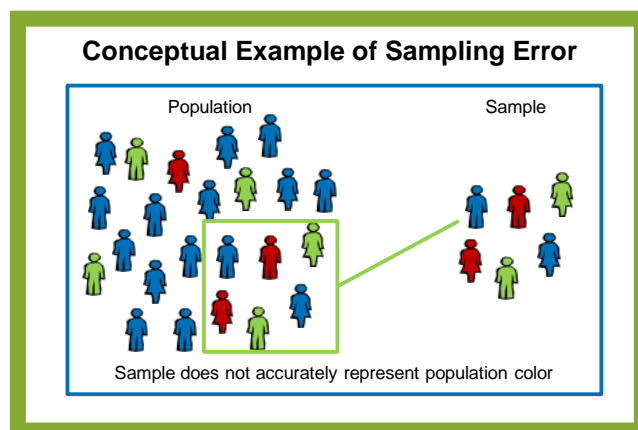 Conceptual Example of Sampling Error
Population
Sample
Sample does not accurately represent population color